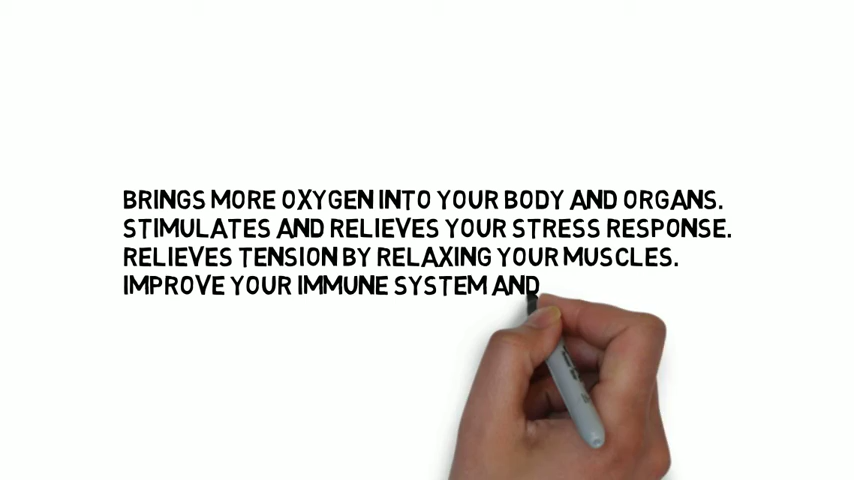 BRINGS MORE OXYGEN INTO YOUR BODY AND ORGANS.
STIMULATES AND RELIEVES YOUR STRESS RESPONSE.
RELIEVES TENSION BY RELAXING YOUR MUSCLES.
IMPROVE YOUR IMMUNE SYSTEM AND